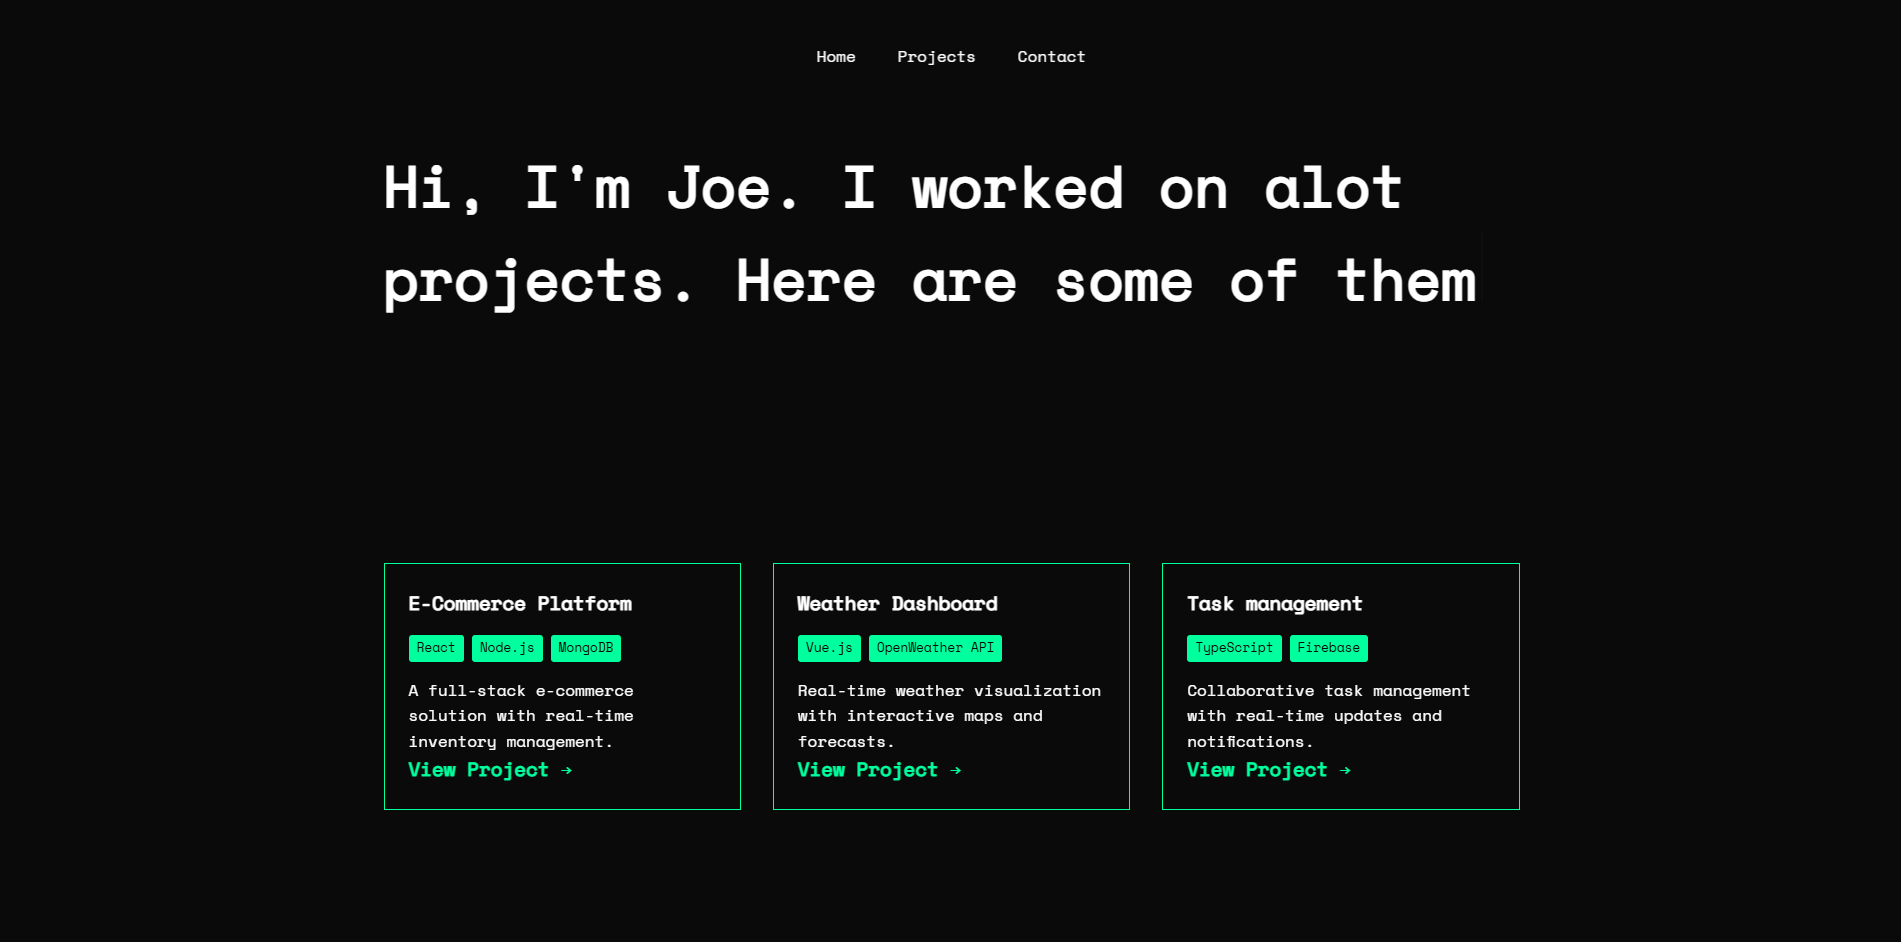 Home Projects Contact
Hi, I'm Joe. I worked on alot
projects. Here are some of them
E-Commerce Platform
React Node.js MongoDB
A full-stack e-commerce
solution with real-time
inventory management.
View Project →
Weather Dashboard
Vue.js OpenWeather API
Real-time weather visualization
with interactive maps and
forecasts.
View Project →
Task management
TypeScript Firebase
Collaborative task management
with real-time updates and
notifications.
View Project →